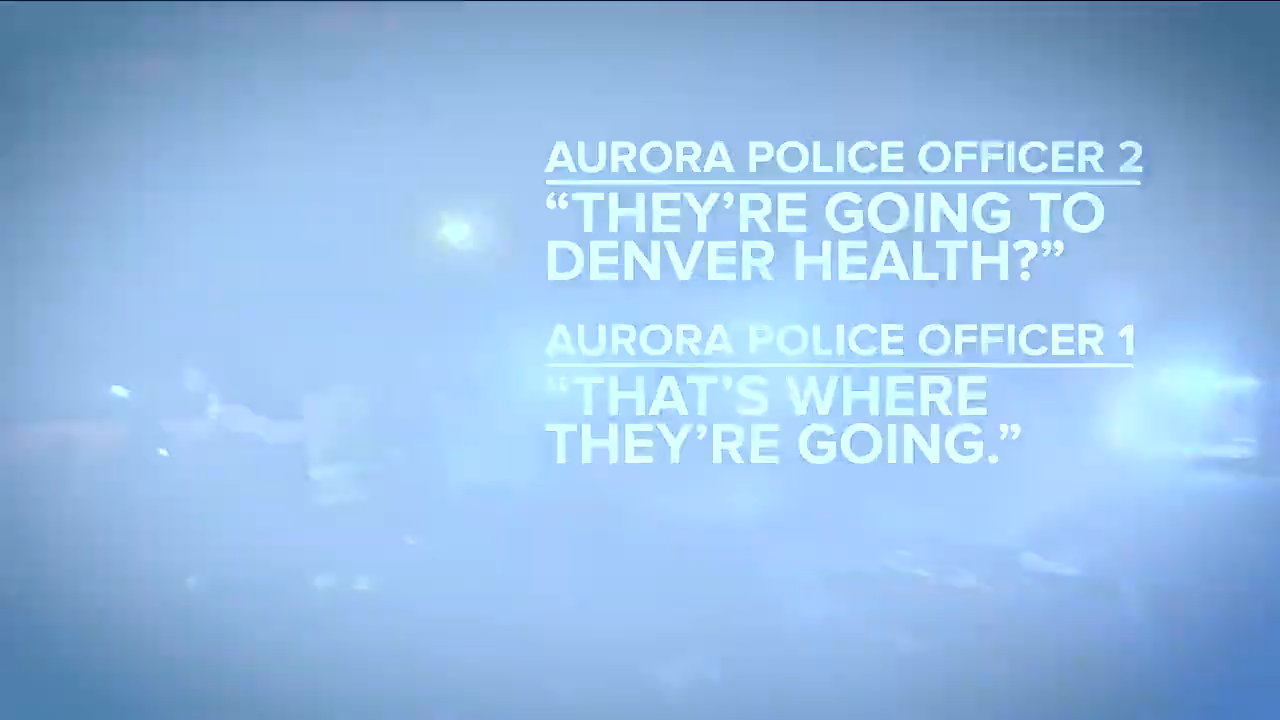 AURORA POLICE OFFICER 2
“THEY’RE GOING TO
DENVER HEALTH?”
AURORA POLICE OFFICER 1
“THAT’S WHERE
THEY’RE GOING.”